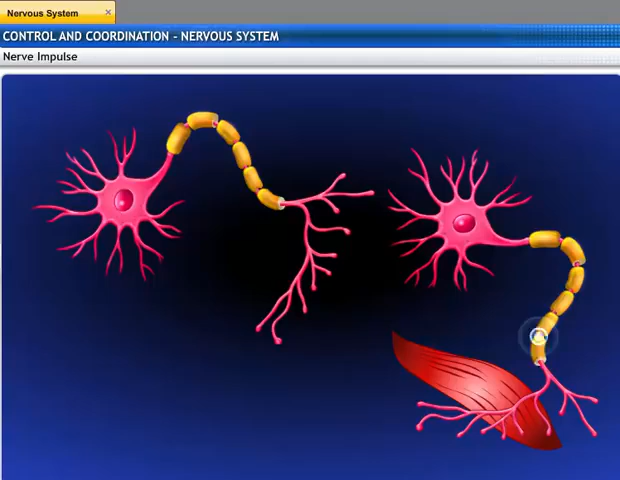 Nervous System
CONTROL AND COORDINATION - NERVOUS SYSTEM
Nerve Impulse